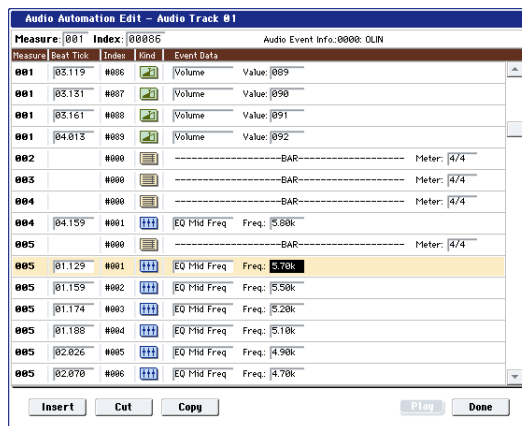 Audio Automation Edit – Audio Track 01
Measure: 001 Index: 00086 Audio Event Info.:0000: OLIN
Measure Beat Tick Index Kind Event Data
001 03.119 #086 Volume Value: 089
001 03.131 #087 Volume Value: 090
001 03.161 #088 Volume Value: 091
001 04.013 #089 Volume Value: 092
002 #000 --------------------BAR-------------------- Meter: 4/4
003 #000 --------------------BAR-------------------- Meter: 4/4
004 #000 --------------------BAR-------------------- Meter: 4/4
004 04.159 #001 EQ Mid Freq Freq.: 5.80k
005 #000 --------------------BAR-------------------- Meter: 4/4
005 01.129 #001 EQ Mid Freq Freq.: 5.70k
005 01.159 #002 EQ Mid Freq Freq.: 5.50k
005 01.174 #003 EQ Mid Freq Freq.: 5.20k
005 01.188 #004 EQ Mid Freq Freq.: 5.10k
005 02.026 #005 EQ Mid Freq Freq.: 4.90k
005 02.070 #006 EQ Mid Freq Freq.: 4.70k
Insert Cut Copy Play Done